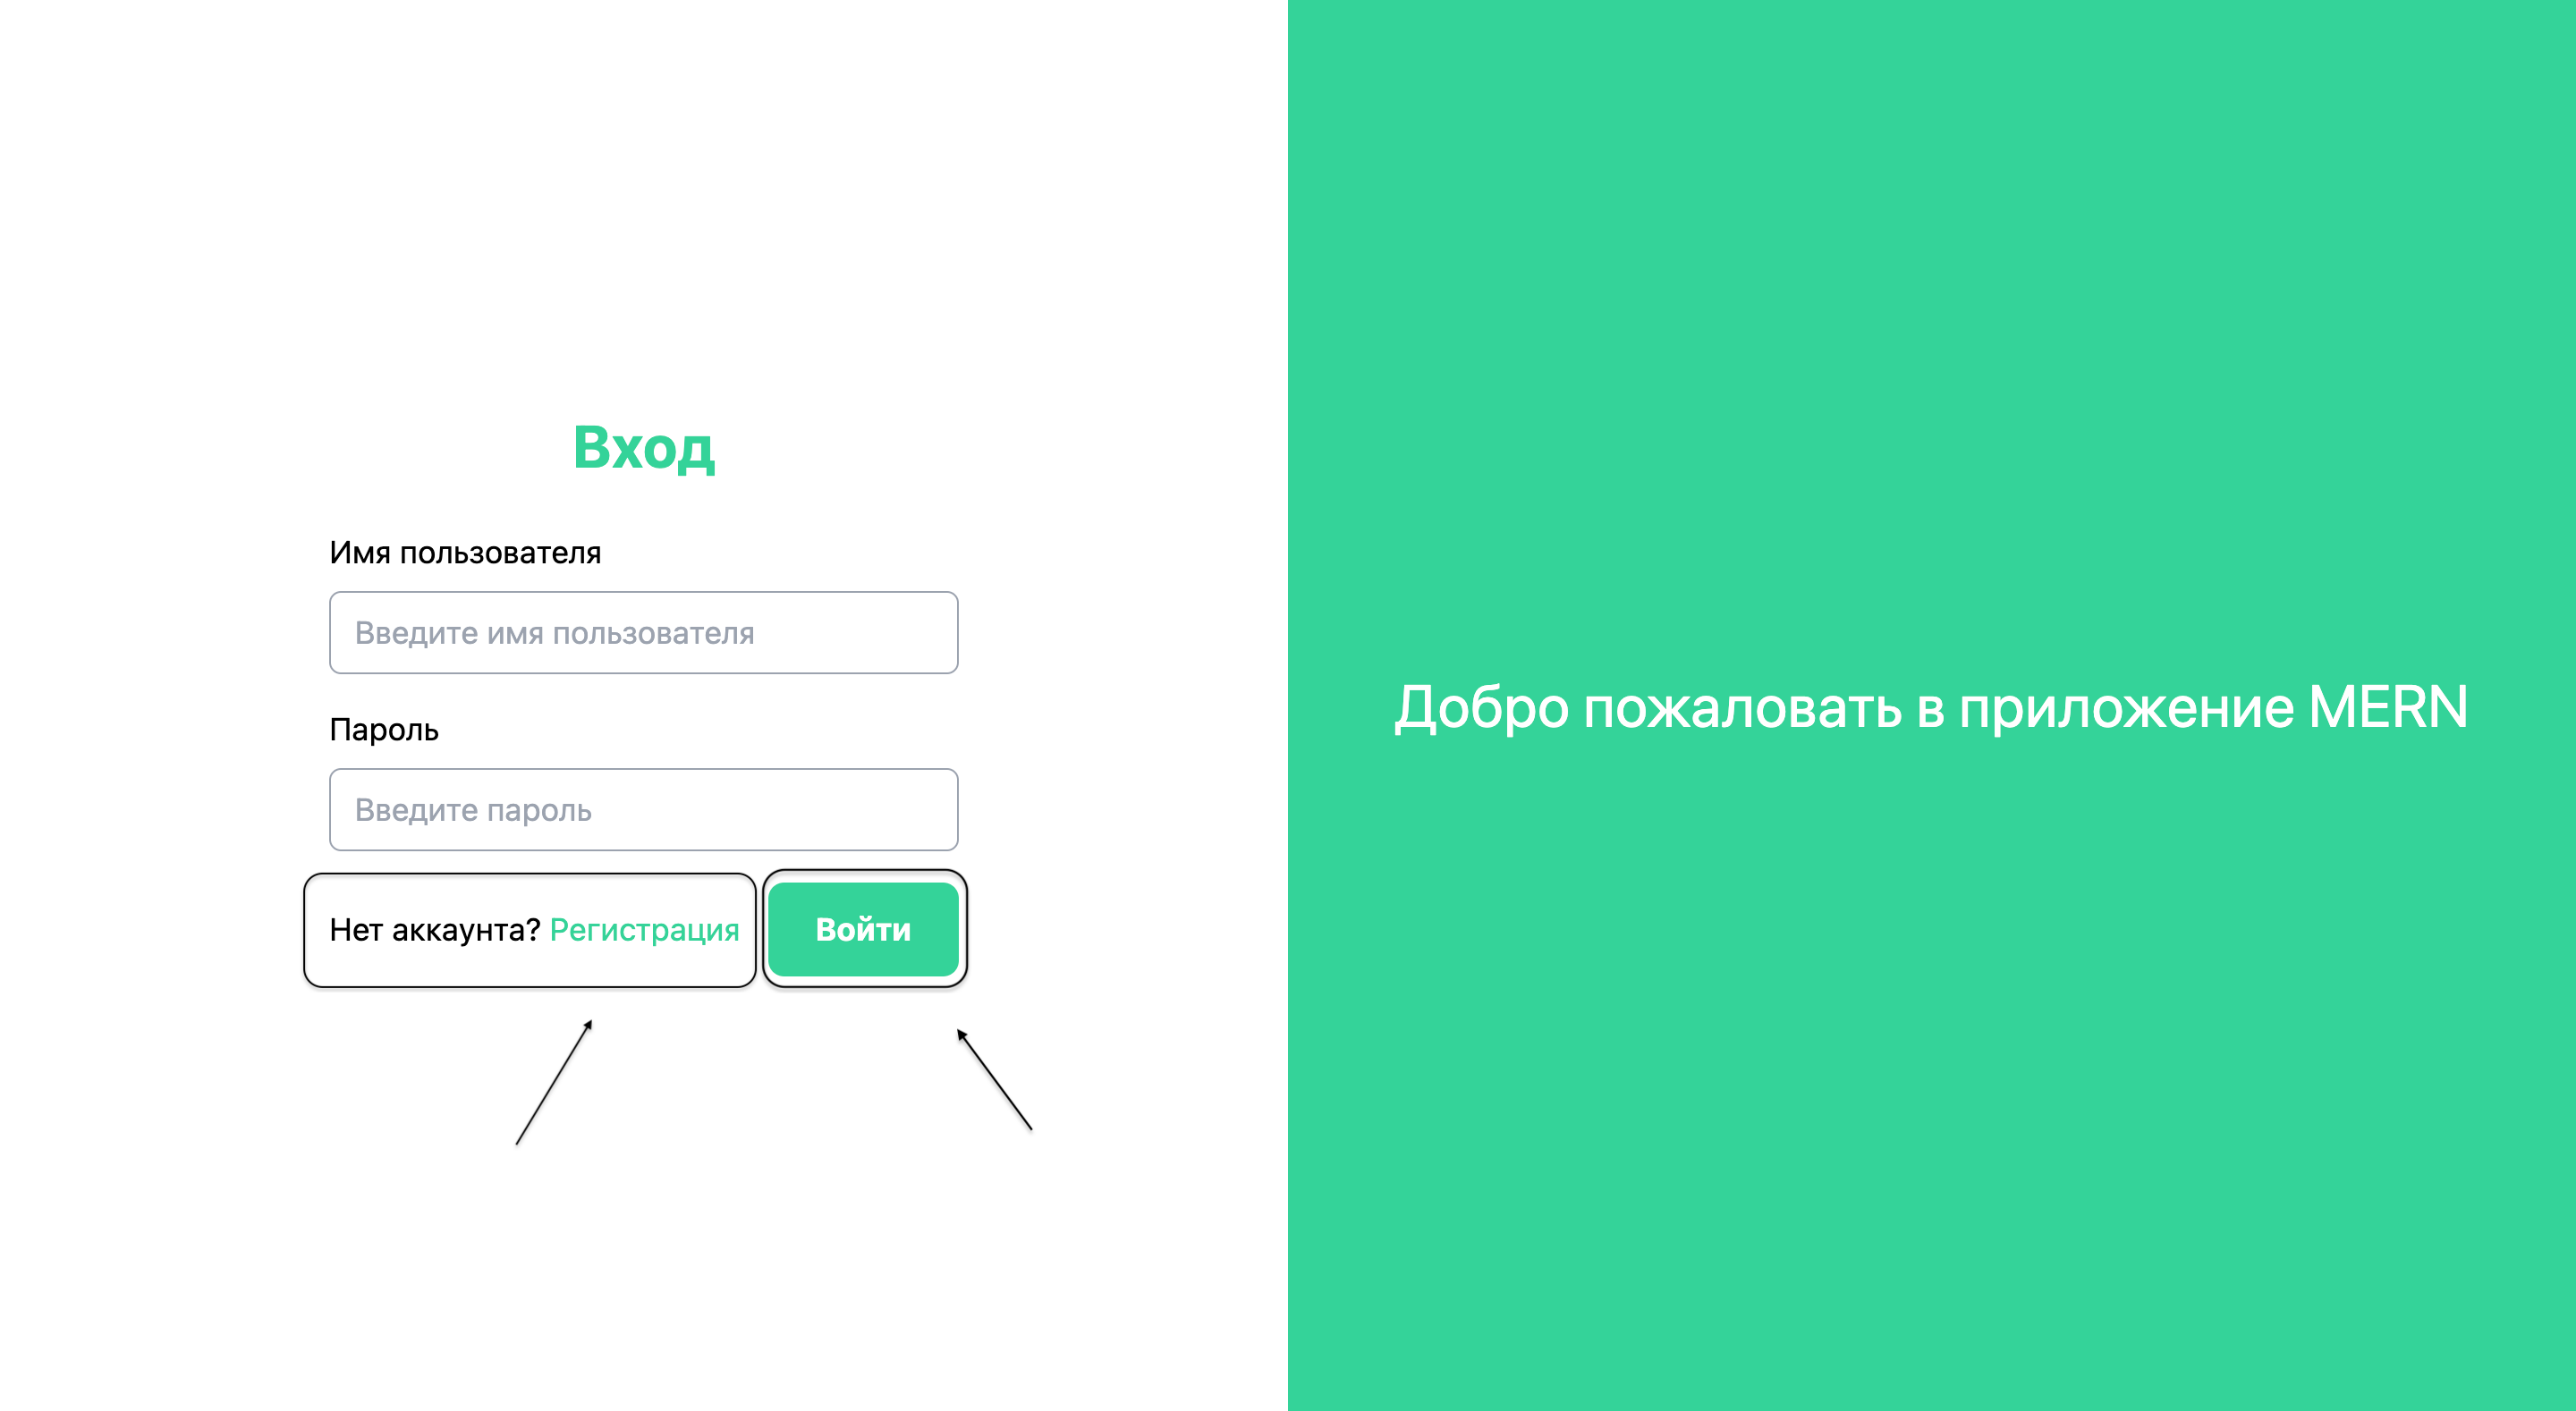 Вход
Имя пользователя
Введите имя пользователя
Пароль
Введите пароль
Нет аккаунта? Регистрация
Войти
Добро пожаловать в приложение MERN